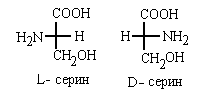 COOH COOH
H₂N H H NH₂
CH₂OH CH₂OH
L- серин D- серин